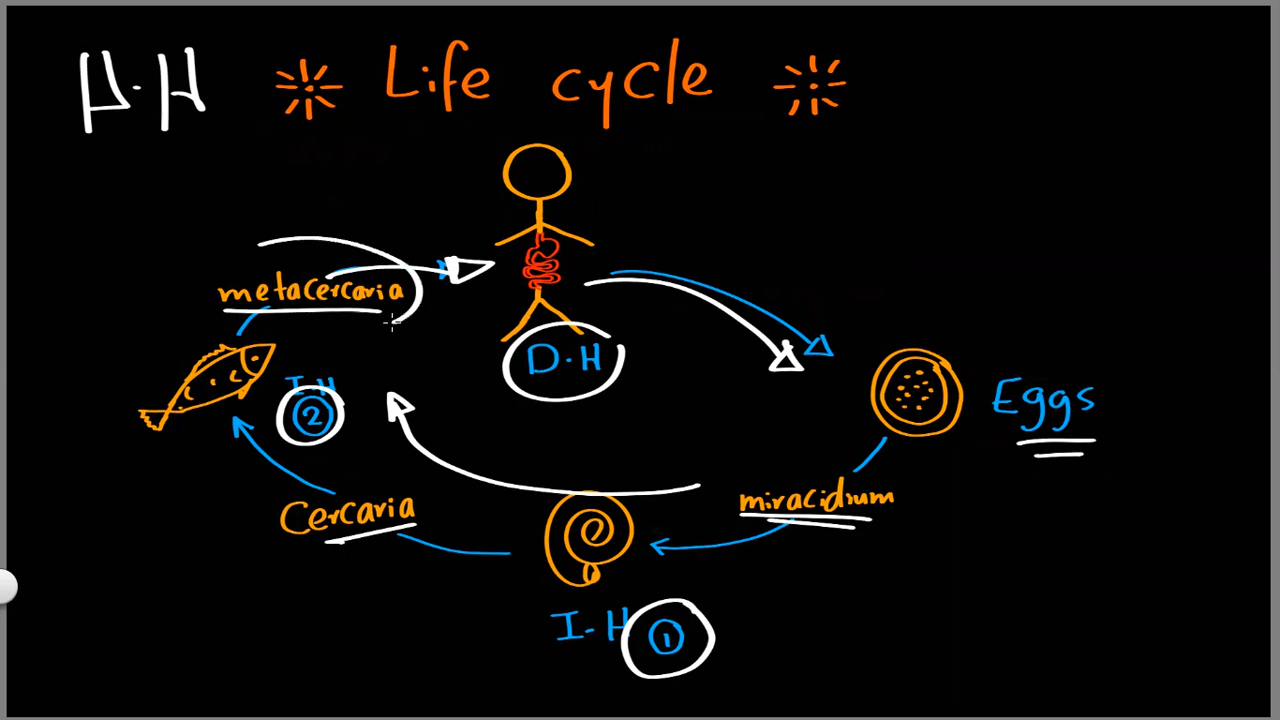 H.H * Life cycle *
metacercaria
D.H
I-H
2
Eggs
miracidium
Cercaria
I-H 1